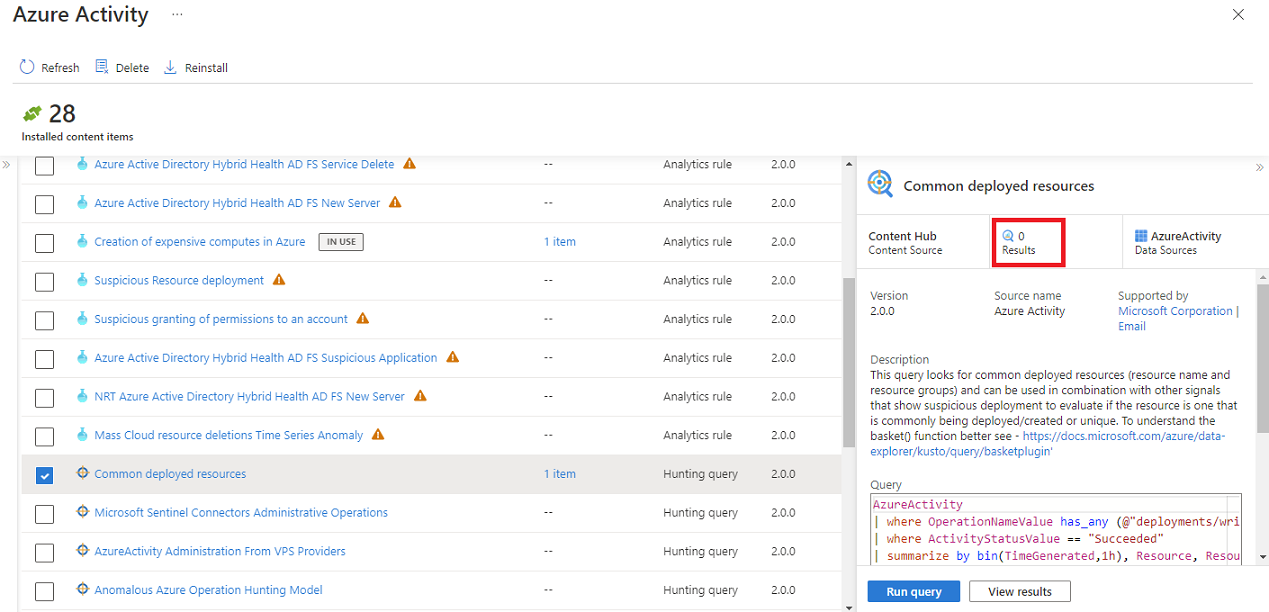 Azure Activity ...
Refresh Delete Reinstall
28
Installed content items
Azure Active Directory Hybrid Health AD FS Service Delete -- Analytics rule 2.0.0
Azure Active Directory Hybrid Health AD FS New Server -- Analytics rule 2.0.0
Creation of expensive computes in Azure IN USE 1 item Analytics rule 2.0.0
Suspicious Resource deployment -- Analytics rule 2.0.0
Suspicious granting of permissions to an account -- Analytics rule 2.0.0
Azure Active Directory Hybrid Health AD FS Suspicious Application -- Analytics rule 2.0.0
NRT Azure Active Directory Hybrid Health AD FS New Server -- Analytics rule 2.0.0
Mass Cloud resource deletions Time Series Anomaly -- Analytics rule 2.0.0
Common deployed resources 1 item Hunting query 2.0.0
Microsoft Sentinel Connectors Administrative Operations -- Hunting query 2.0.0
AzureActivity Administration From VPS Providers -- Hunting query 2.0.0
Anomalous Azure Operation Hunting Model -- Hunting query 2.0.0
Common deployed resources
Content Hub 0 AzureActivity
Content Source Results Data Sources
Version Source name Supported by
2.0.0 Azure Activity Microsoft Corporation |
Email
Description
This query looks for common deployed resources (resource name and
resource groups) and can be used in combination with other signals
that show suspicious deployment to evaluate if the resource is one that
is commonly being deployed/created or unique. To understand the
basket() function better see - https://docs.microsoft.com/azure/data-
explorer/kusto/query/basketplugin'
Query
AzureActivity
| where OperationNameValue has_any (@"deployments/wri
| where ActivityStatusValue == "Succeeded"
| summarize by bin(TimeGenerated,1h), Resource, Resou
Run query View results